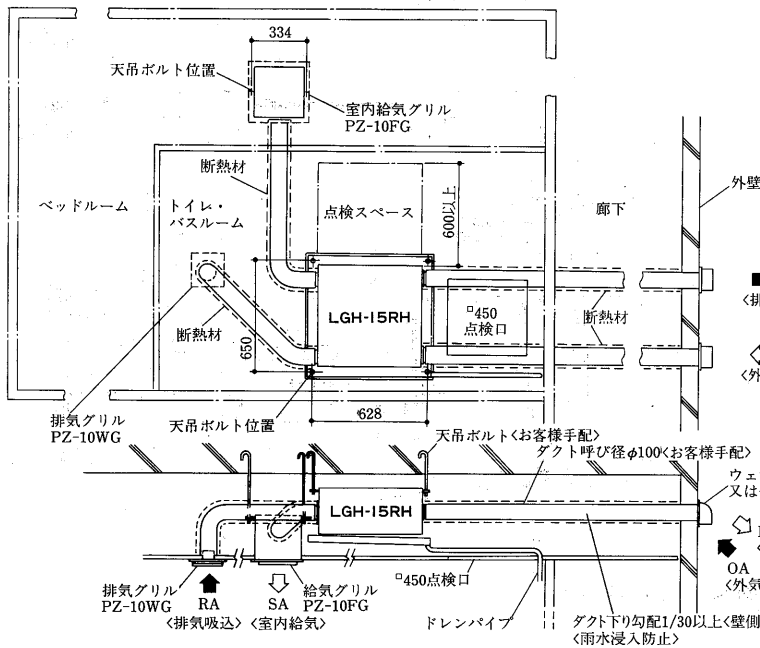 334
天吊ボルト位置
室内給気グリル
PZ-10FG
断熱材
ベッドルーム
トイレ・
バスルーム
点検スペース
600以上
廊下
外壁
LGH-15RH
□450
点検口
断熱材
<排
断熱材
650
<外
排気グリル
PZ-10WG
天吊ボルト位置
628
天吊ボルト<お客様手配>
ダクト呼び径φ100<お客様手配>
ウェ
又は
LGH-15RH
OA
<外気
排気グリル
PZ-10WG
RA
<排気吸込>
SA
<室内給気>
給気グリル
PZ-10FG
□450点検口
ドレンパイプ
ダクト下り勾配1/30以上<壁側
<雨水浸入防止>